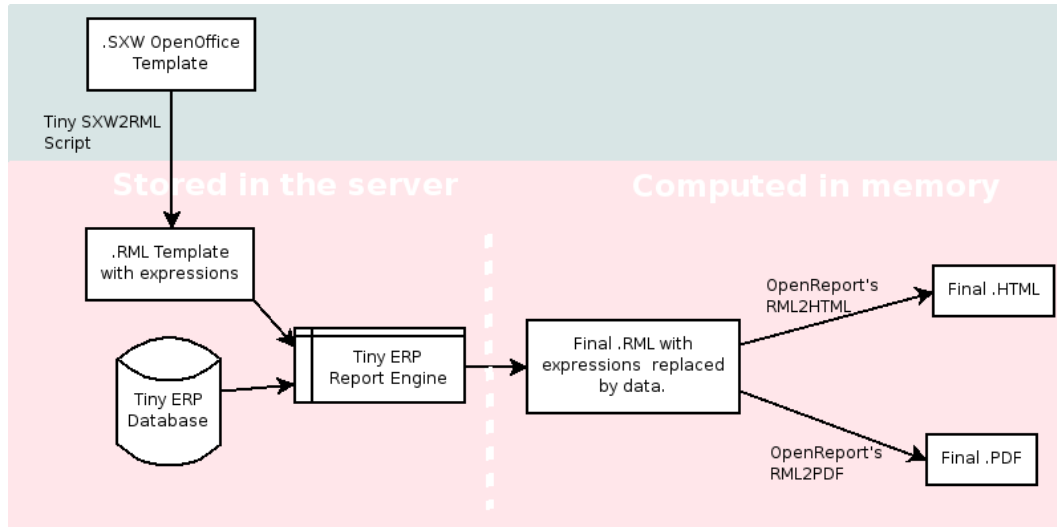 .SXW OpenOffice
Template
Tiny SXW2RML
Script
Stored in the server
Computed in memory
.RML Template
with expressions
Tiny ERP
Database
Tiny ERP
Report Engine
Final .RML with
expressions replaced
by data.
OpenReport's
RML2HTML
Final .HTML
OpenReport's
RML2PDF
Final .PDF